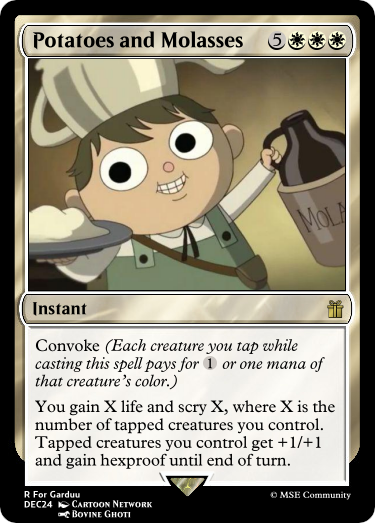 Potatoes and Molasses 5
MOLA
Instant
Convoke (Each creature you tap while
casting this spell pays for 1 or one mana of
that creature's color.)
You gain X life and scry X, where X is the
number of tapped creatures you control.
Tapped creatures you control get +1/+1
and gain hexproof until end of turn.
R For Garduu
DEC24 Cartoon Network © MSE Community
Bovine Ghoti